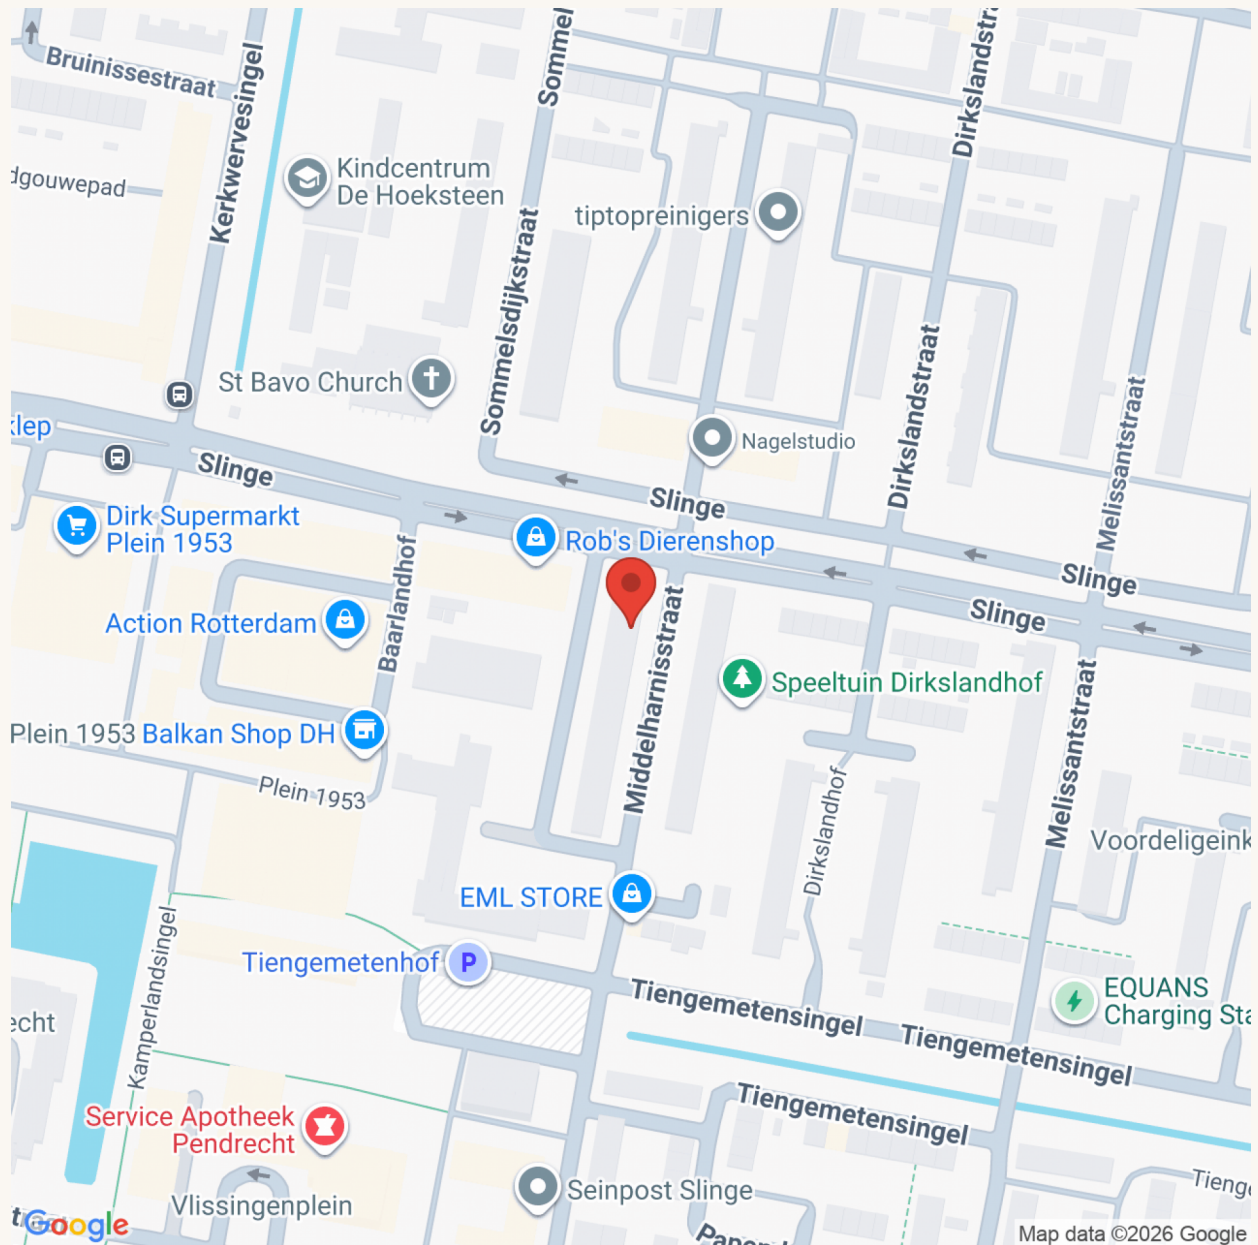 Sommel
Dirkslandstr
Bruinissestraat
Kerkwervesingel
Kindcentrum
De Hoeksteen
dgouwepad
tiptopreinigers
Sommelsdijkstraat
St Bavo Church
Dirkslandstraat
Melissantstraat
klep
Nagelstudio
Slinge
Slinge
Dirk Supermarkt
Plein 1953
Rob's Dierenshop
Slinge
Slinge
Baarlandhof
Action Rotterdam
Middelharnisstraat
Speeltuin Dirkslandhof
Plein 1953
Balkan Shop DH
Plein 1953
Melissantstraat
Dirkslandhof
Voordeligeink
EML STORE
Tiengemetenhof
P
Kamperlandsingel
Tiengemetensingel
EQUANS
Charging Sta
echt
Tiengemetensingel
Tiengemetensingel
Service Apotheek
Pendrecht
Seinpost Slinge
Tienge
Vlissingenplein
Google
Map data ©2026 Google